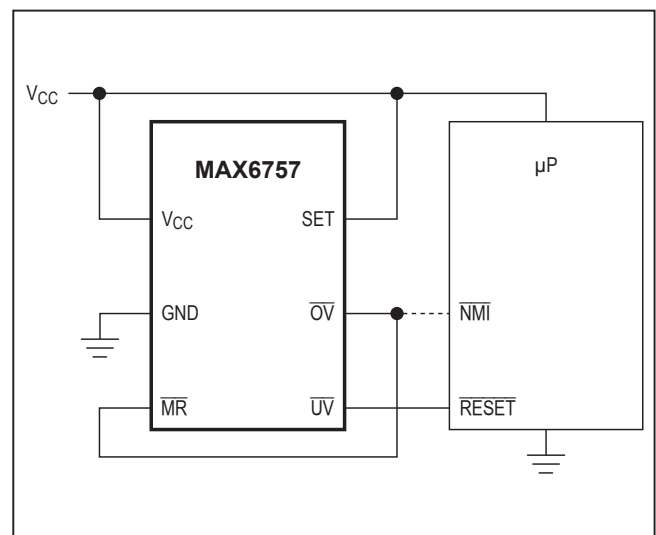 VCC
MAX6757
µP
VCC
SET
GND
OV
NMI
MR
UV
RESET